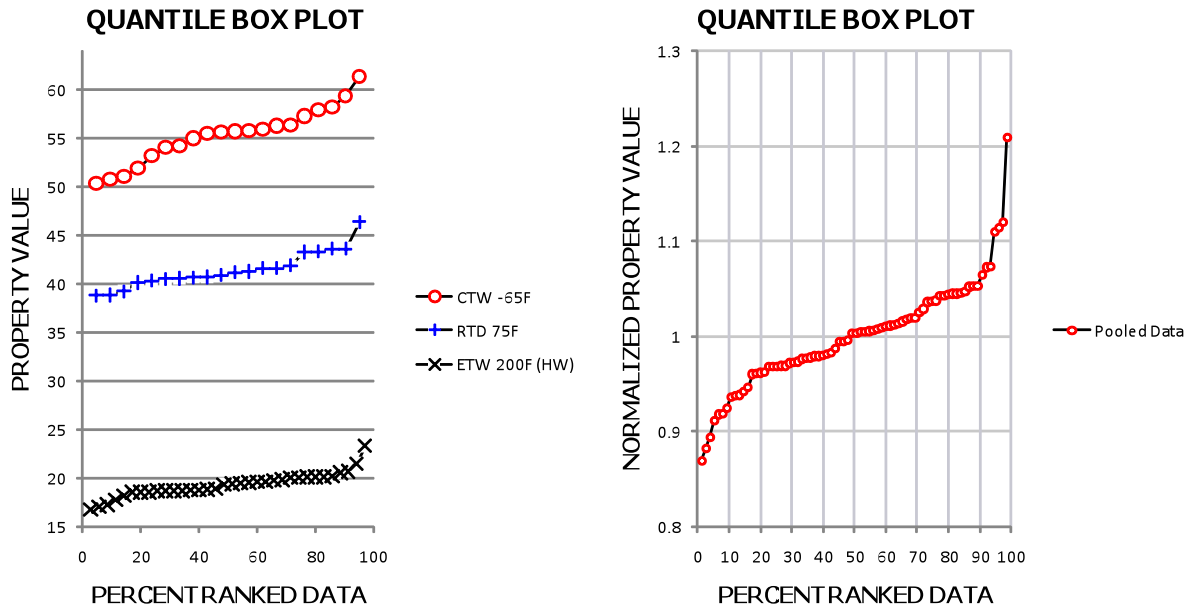 QUANTILE BOX PLOT
PROPERTY VALUE
60
55
50
45
40
35
30
25
20
15
0 20 40 60 80 100
PERCENT RANKED DATA
CTW -65F
RTD 75F
ETW 200F (HW)
QUANTILE BOX PLOT
NORMALIZED PROPERTY VALUE
1.3
1.2
1.1
1
0.9
0.8
0 10 20 30 40 50 60 70 80 90 100
PERCENT RANKED DATA
Pooled Data